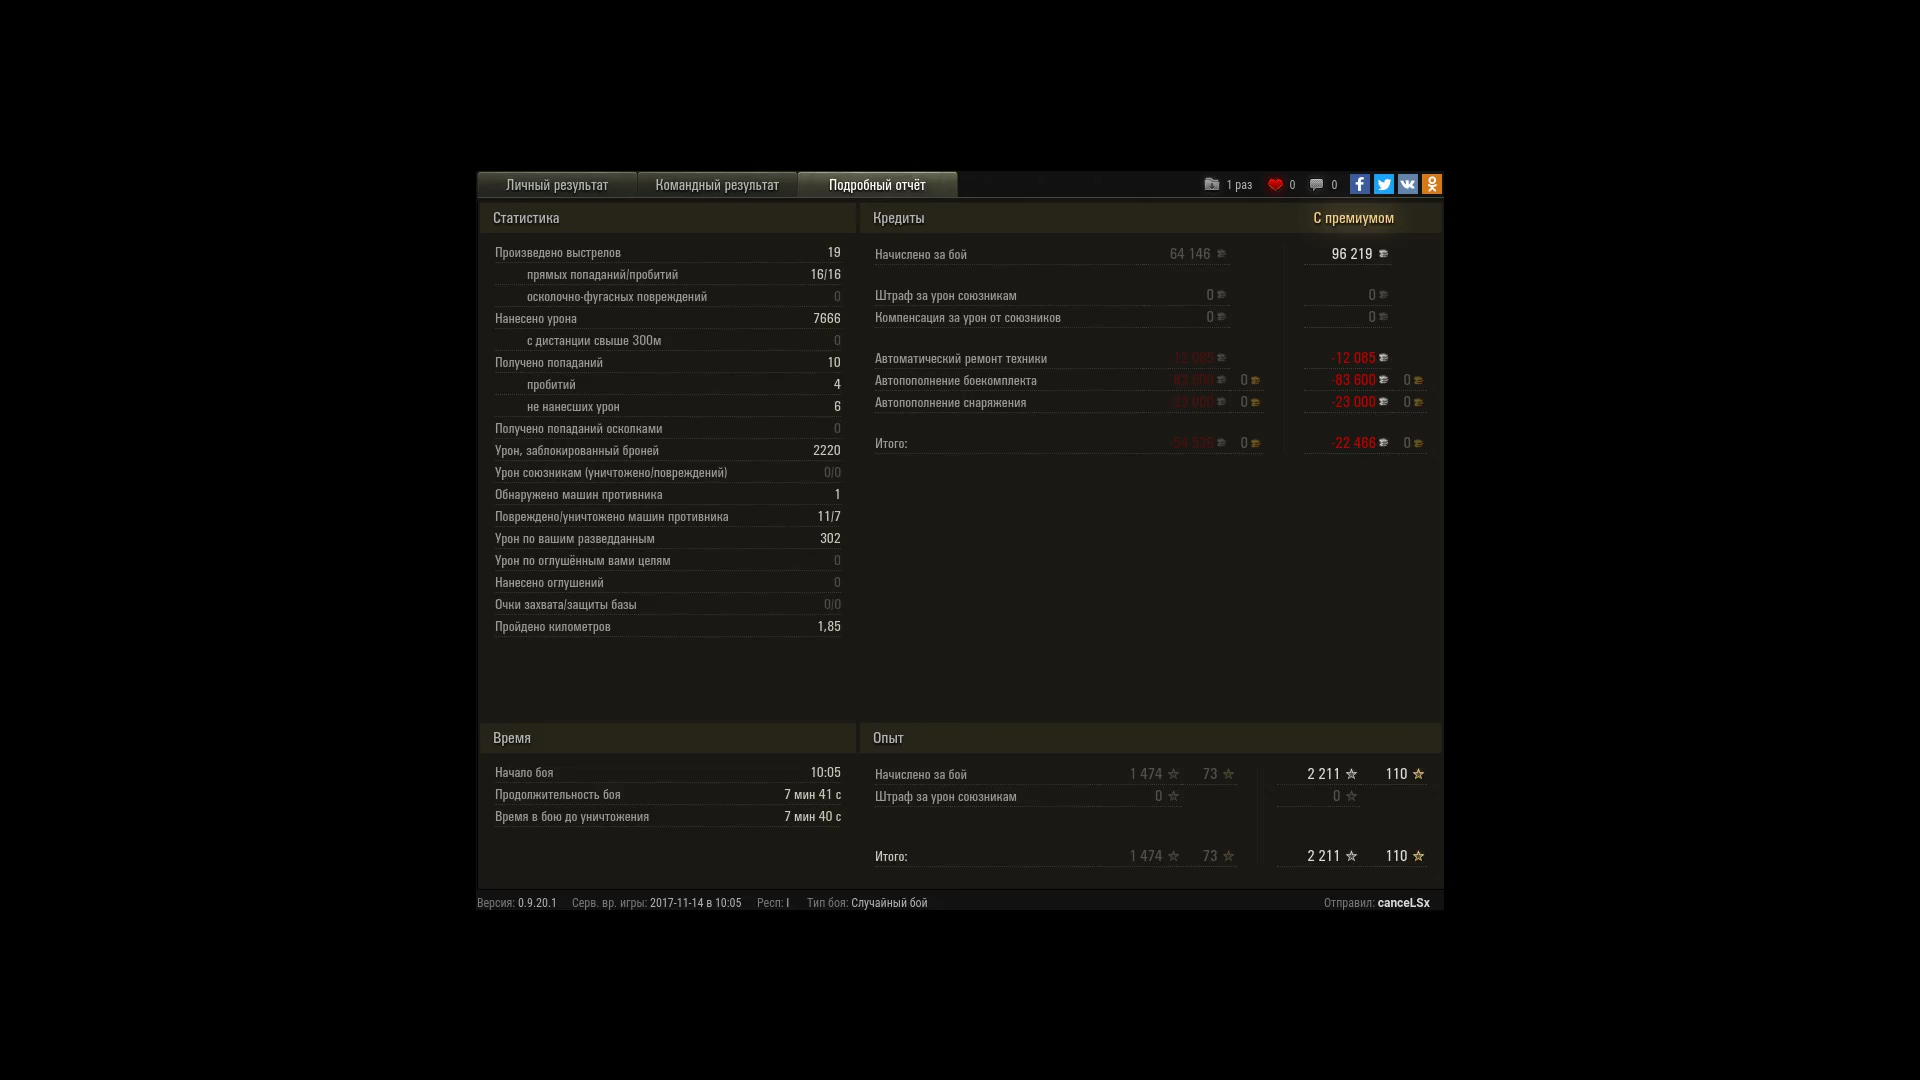 Личный результат Командный результат Подробный отчёт 1 раз 0 0
Статистика
Произведено выстрелов 19
прямых попаданий/пробитий 16/16
осколочно-фугасных повреждений 0
Нанесено урона 7666
с дистанции свыше 300м 0
Получено попаданий 10
пробитий 4
не нанесших урон 6
Получено попаданий осколками 0
Урон, заблокированный броней 2220
Урон союзникам (уничтожено/повреждений) 0/0
Обнаружено машин противника 1
Повреждено/уничтожено машин противника 11/7
Урон по вашим разведданным 302
Урон по оглушённым вами целям 0
Нанесено оглушений 0
Очки захвата/защиты базы 0/0
Пройдено километров 1,85
Кредиты С премиумом
Начислено за бой 64 146 96 219
Штраф за урон союзникам 0 0
Компенсация за урон от союзников 0 0
Автоматический ремонт техники -12 085 -12 085
Автопополнение боекомплекта -83 600 0 -83 600 0
Автопополнение снаряжения -23 000 0 -23 000 0
Итого: -54 539 0 -22 466 0
Время
Начало боя 10:05
Продолжительность боя 7 мин 41 с
Время в бою до уничтожения 7 мин 40 с
Опыт
Начислено за бой 1 474 73 2 211 110
Штраф за урон союзникам 0 0
Итого: 1 474 73 2 211 110
Версия: 0.9.20.1 Серв. вр. игры: 2017-11-14 в 10:05 Респ: I Тип боя: Случайный бой Отправил: canceLSx